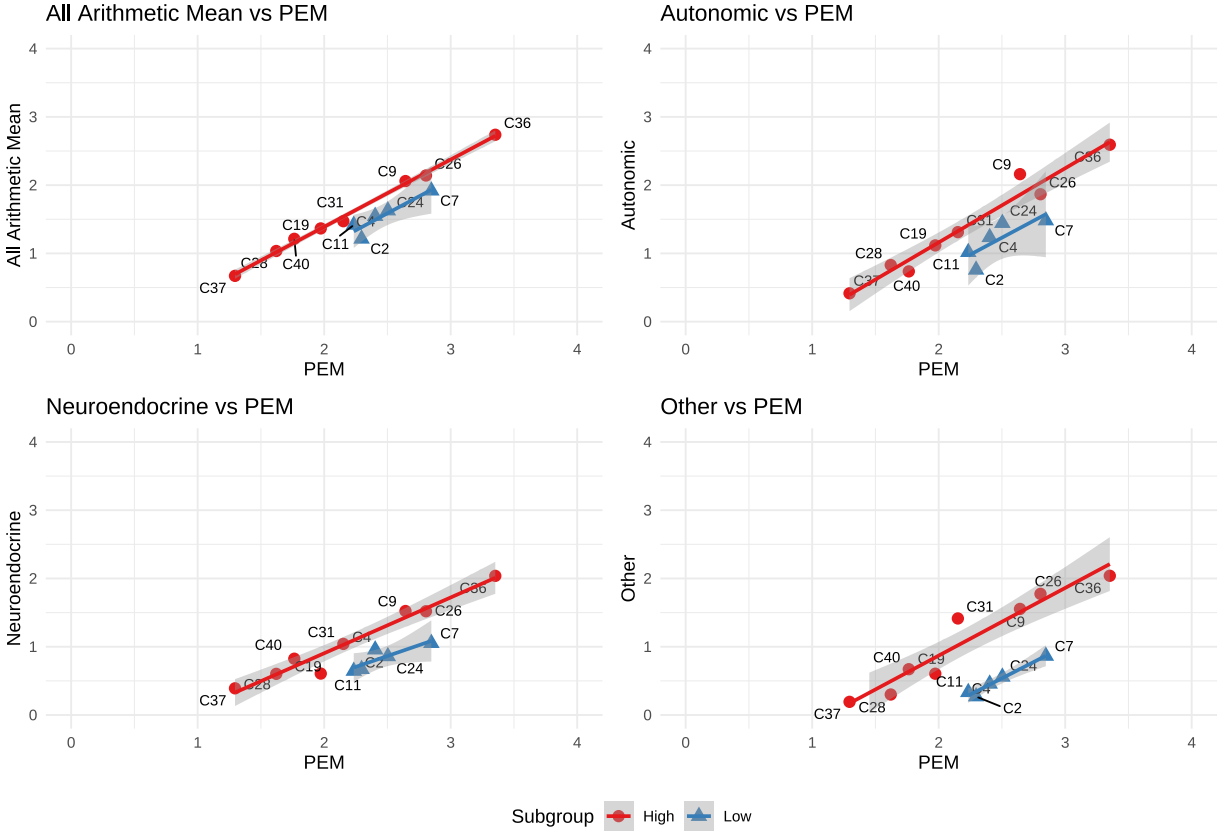 All Arithmetic Mean vs PEM
All Arithmetic Mean
4
3
2
1
0
C36
C26
C9
C7
C24
C31
C4
C19
C11
C2
C28
C40
C37
0 1 2 3 4
PEM
Autonomic vs PEM
Autonomic
4
3
2
1
0
C36
C9
C26
C24
C31
C7
C19
C4
C28
C11
C2
C37
C40
0 1 2 3 4
PEM
Neuroendocrine vs PEM
Neuroendocrine
4
3
2
1
0
C36
C9
C26
C31
C4
C7
C40
C19
C2
C24
C28
C11
C37
0 1 2 3 4
PEM
Other vs PEM
Other
4
3
2
1
0
C26
C36
C31
C9
C7
C40
C19
C24
C11
C4
C28
C2
C37
0 1 2 3 4
PEM
Subgroup High Low